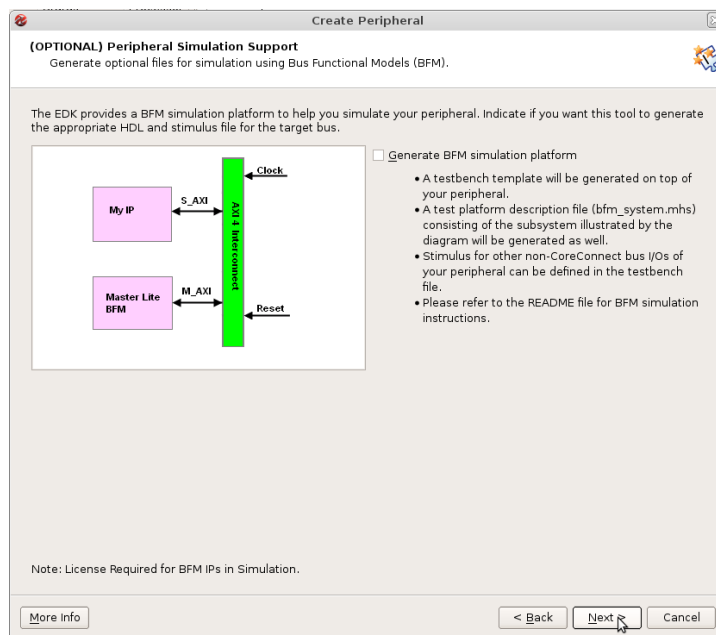 Create Peripheral
(OPTIONAL) Peripheral Simulation Support
Generate optional files for simulation using Bus Functional Models (BFM).
The EDK provides a BFM simulation platform to help you simulate your peripheral. Indicate if you want this tool to generate
the appropriate HDL and stimulus file for the target bus.
My IP
S_AXI
Clock
AXI4 Interconnect
Master Lite
BFM
M_AXI
Reset
Generate BFM simulation platform
• A testbench template will be generated on top of
your peripheral.
• A test platform description file (bfm_system.mhs)
consisting of the subsystem illustrated by the
diagram will be generated as well.
• Stimulus for other non-CoreConnect bus I/Os of
your peripheral can be defined in the testbench
file.
• Please refer to the README file for BFM simulation
instructions.
Note: License Required for BFM IPs in Simulation.
More Info
< Back
Next >
Cancel